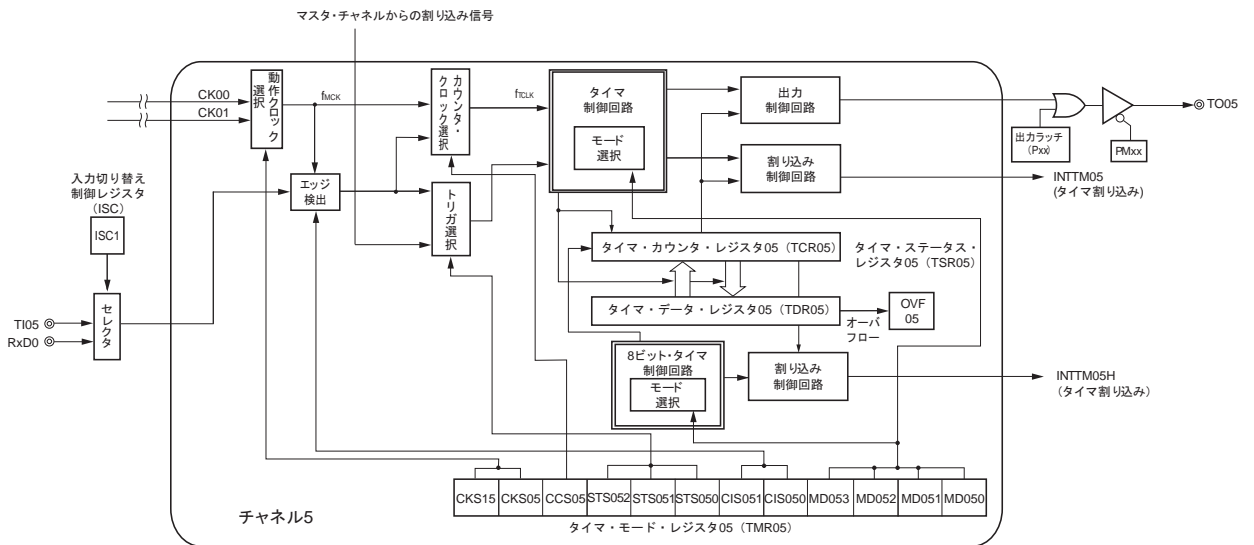 マスタ・チャネルからの割り込み信号
CK00
CK01
動作クロック
選択
fMCK
カウンタ・
クロック選択
fTCLK
タイマ
制御回路
モード
選択
出力
制御回路
出力ラッチ
(Pxx)
PMxx
TO05
割り込み
制御回路
INTTM05
(タイマ割り込み)
エッジ
検出
トリガ選択
入力切り替え
制御レジスタ
(ISC)
ISC1
TI05
RxD0
セレクタ
タイマ・カウンタ・レジスタ05 (TCR05)
タイマ・ステータス・
レジスタ05 (TSR05)
タイマ・データ・レジスタ05 (TDR05)
オーバ
フロー
OVF
05
8ビット・タイマ
制御回路
モード
選択
割り込み
制御回路
INTTM05H
(タイマ割り込み)
CKS15 CKS05 CCS05 STS052 STS051 STS050 CIS051 CIS050 MD053 MD052 MD051 MD050
チャネル5
タイマ・モード・レジスタ05 (TMR05)